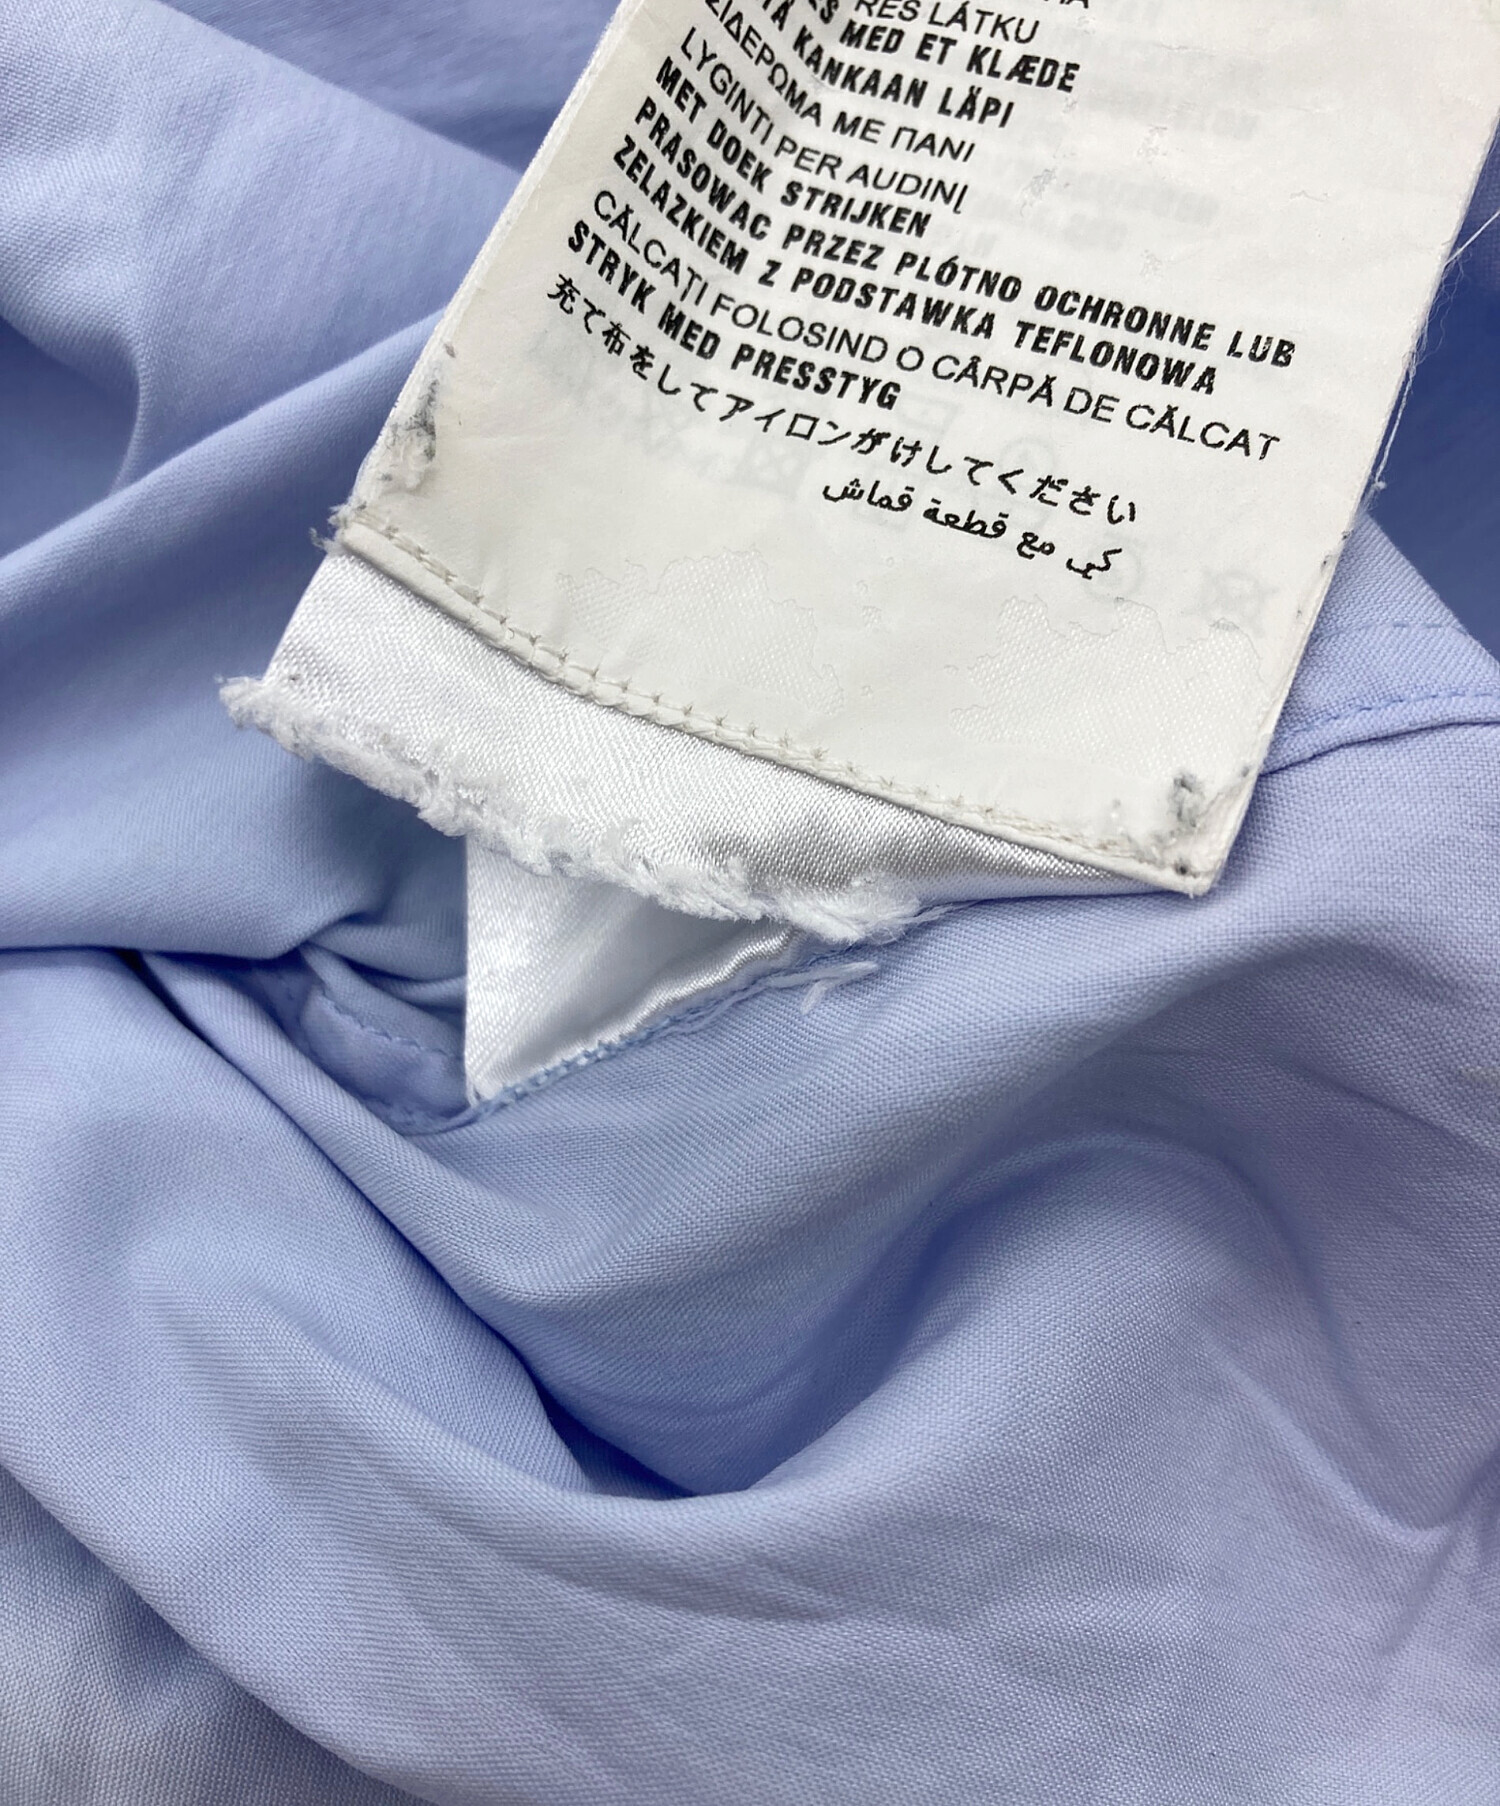 RES LÁTKU
MED ET KLÆDE
KANKAAN LÄPI
ΣΙΔΕΡΩΜΑ ΜΕ ΠΑΝΙ
LYGINTI PER AUDINĮ
MET DOEK STRIJKEN
PRASOWAC PRZEZ PLÓTNO OCHRONNE LUB
ZELAZKIEM Z PODSTAWKA TEFLONOWA
CĂLCAȚI FOLOSIND O CÂRPĂ DE CĂLCAT
STRYK MED PRESSTYG
充て布をしてアイロンがけしてください
كي مع قطعة قماش